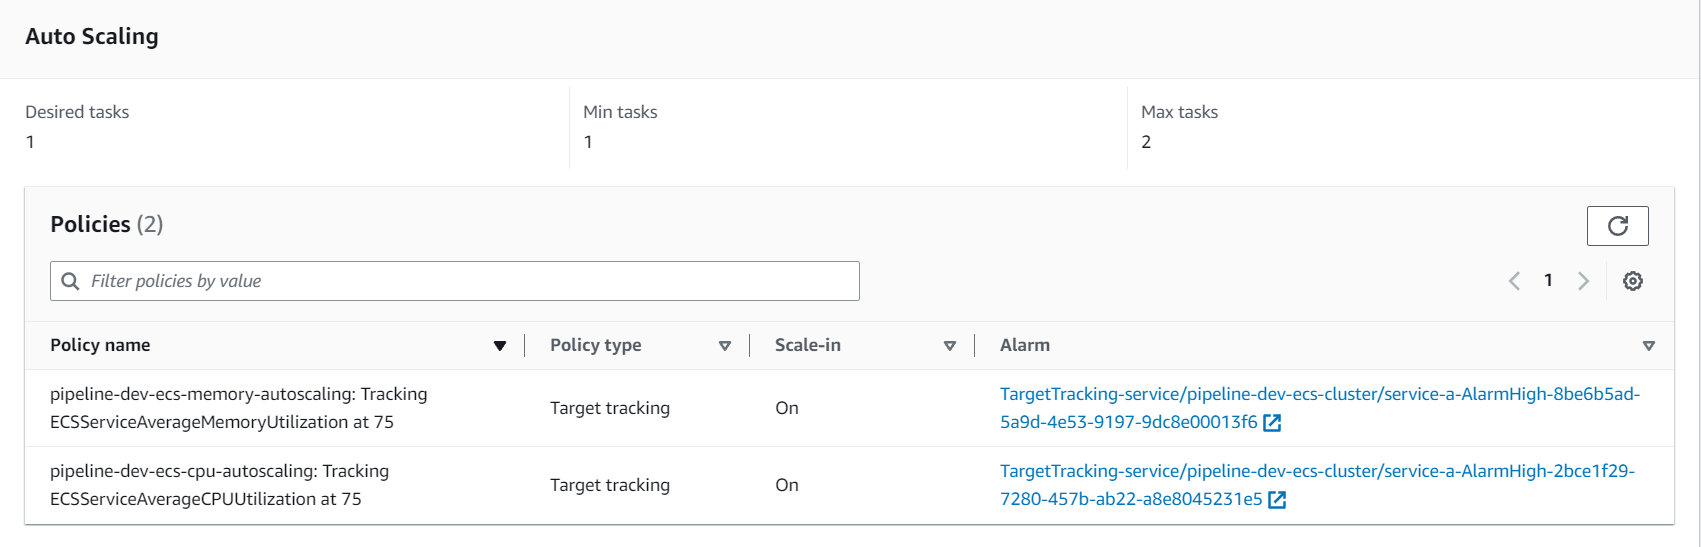 Auto Scaling
Desired tasks
1
Min tasks
1
Max tasks
2
Policies (2)
Filter policies by value
1
Policy name
Policy type
Scale-in
Alarm
pipeline-dev-ecs-memory-autoscaling: Tracking
ECSServiceAverageMemoryUtilization at 75
Target tracking
On
TargetTracking-service/pipeline-dev-ecs-cluster/service-a-AlarmHigh-8be6b5ad-
5a9d-4e53-9197-9dc8e00013f6
pipeline-dev-ecs-cpu-autoscaling: Tracking
ECSServiceAverageCPUUtilization at 75
Target tracking
On
TargetTracking-service/pipeline-dev-ecs-cluster/service-a-AlarmHigh-2bce1f29-
7280-457b-ab22-a8e8045231e5